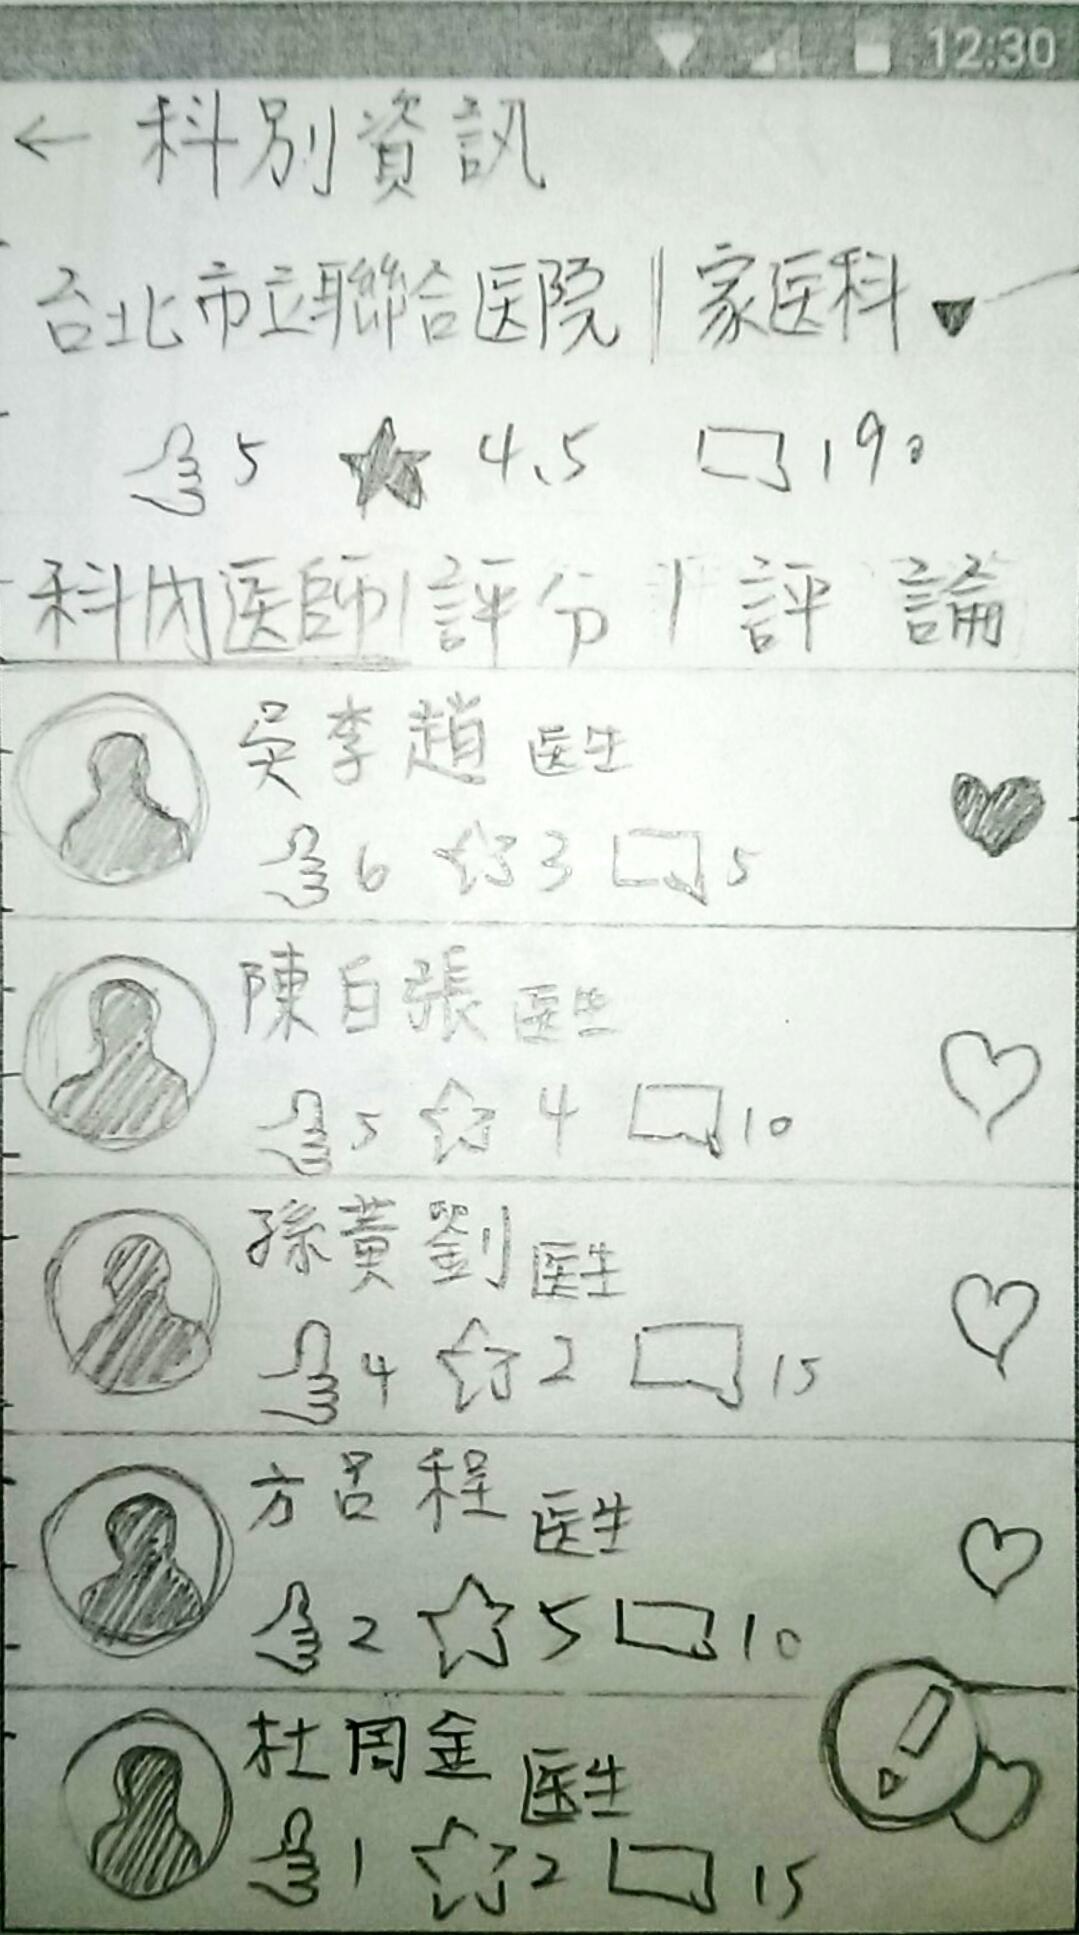 12:30
← 科別資訊
台北市立聯合医院 | 家医科
5 4.5 190
科内医師 | 評分 | 評論
吳李趙 医生
6 3 5
陳白張 医生
5 4 10
孫黃劉 医生
4 2 15
方呂程 医生
2 5 10
杜周金 医生
1 2 15